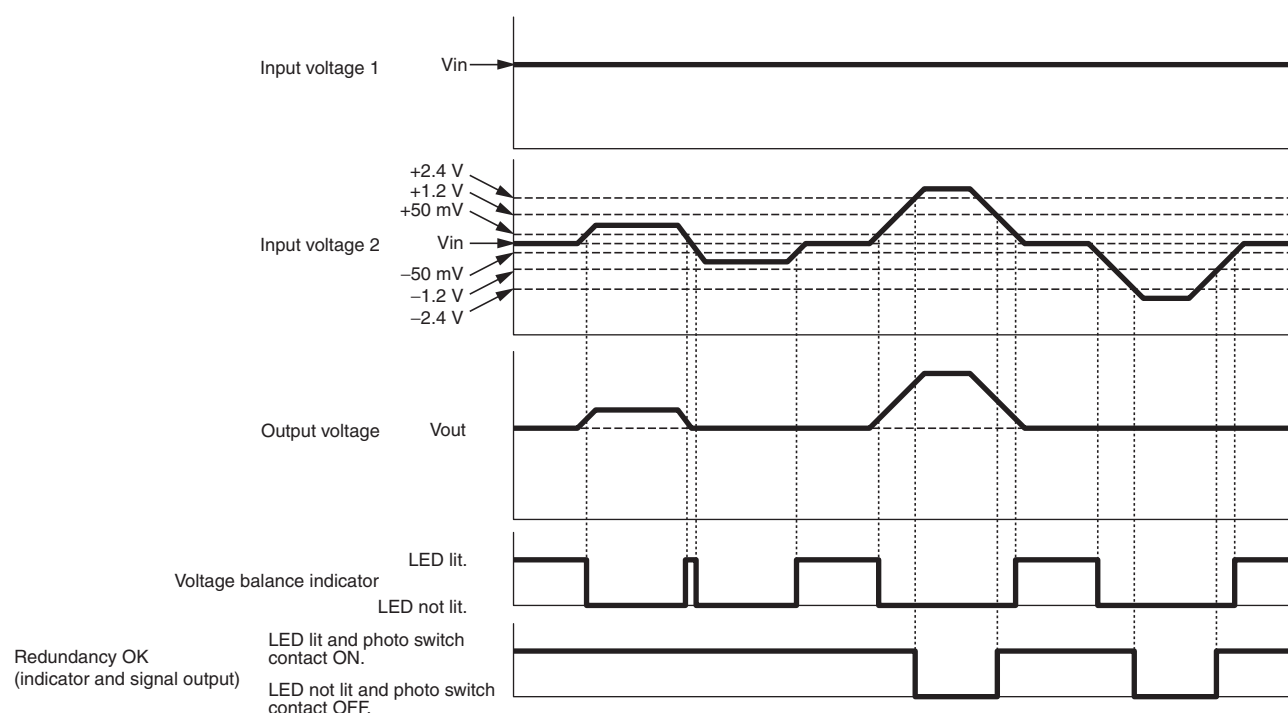 Input voltage 1 Vin
+2.4 V
+1.2 V
+50 mV
Input voltage 2 Vin
−50 mV
−1.2 V
−2.4 V
Output voltage Vout
LED lit.
Voltage balance indicator
LED not lit.
Redundancy OK
(indicator and signal output)
LED lit and photo switch
contact ON.
LED not lit and photo switch
contact OFF.